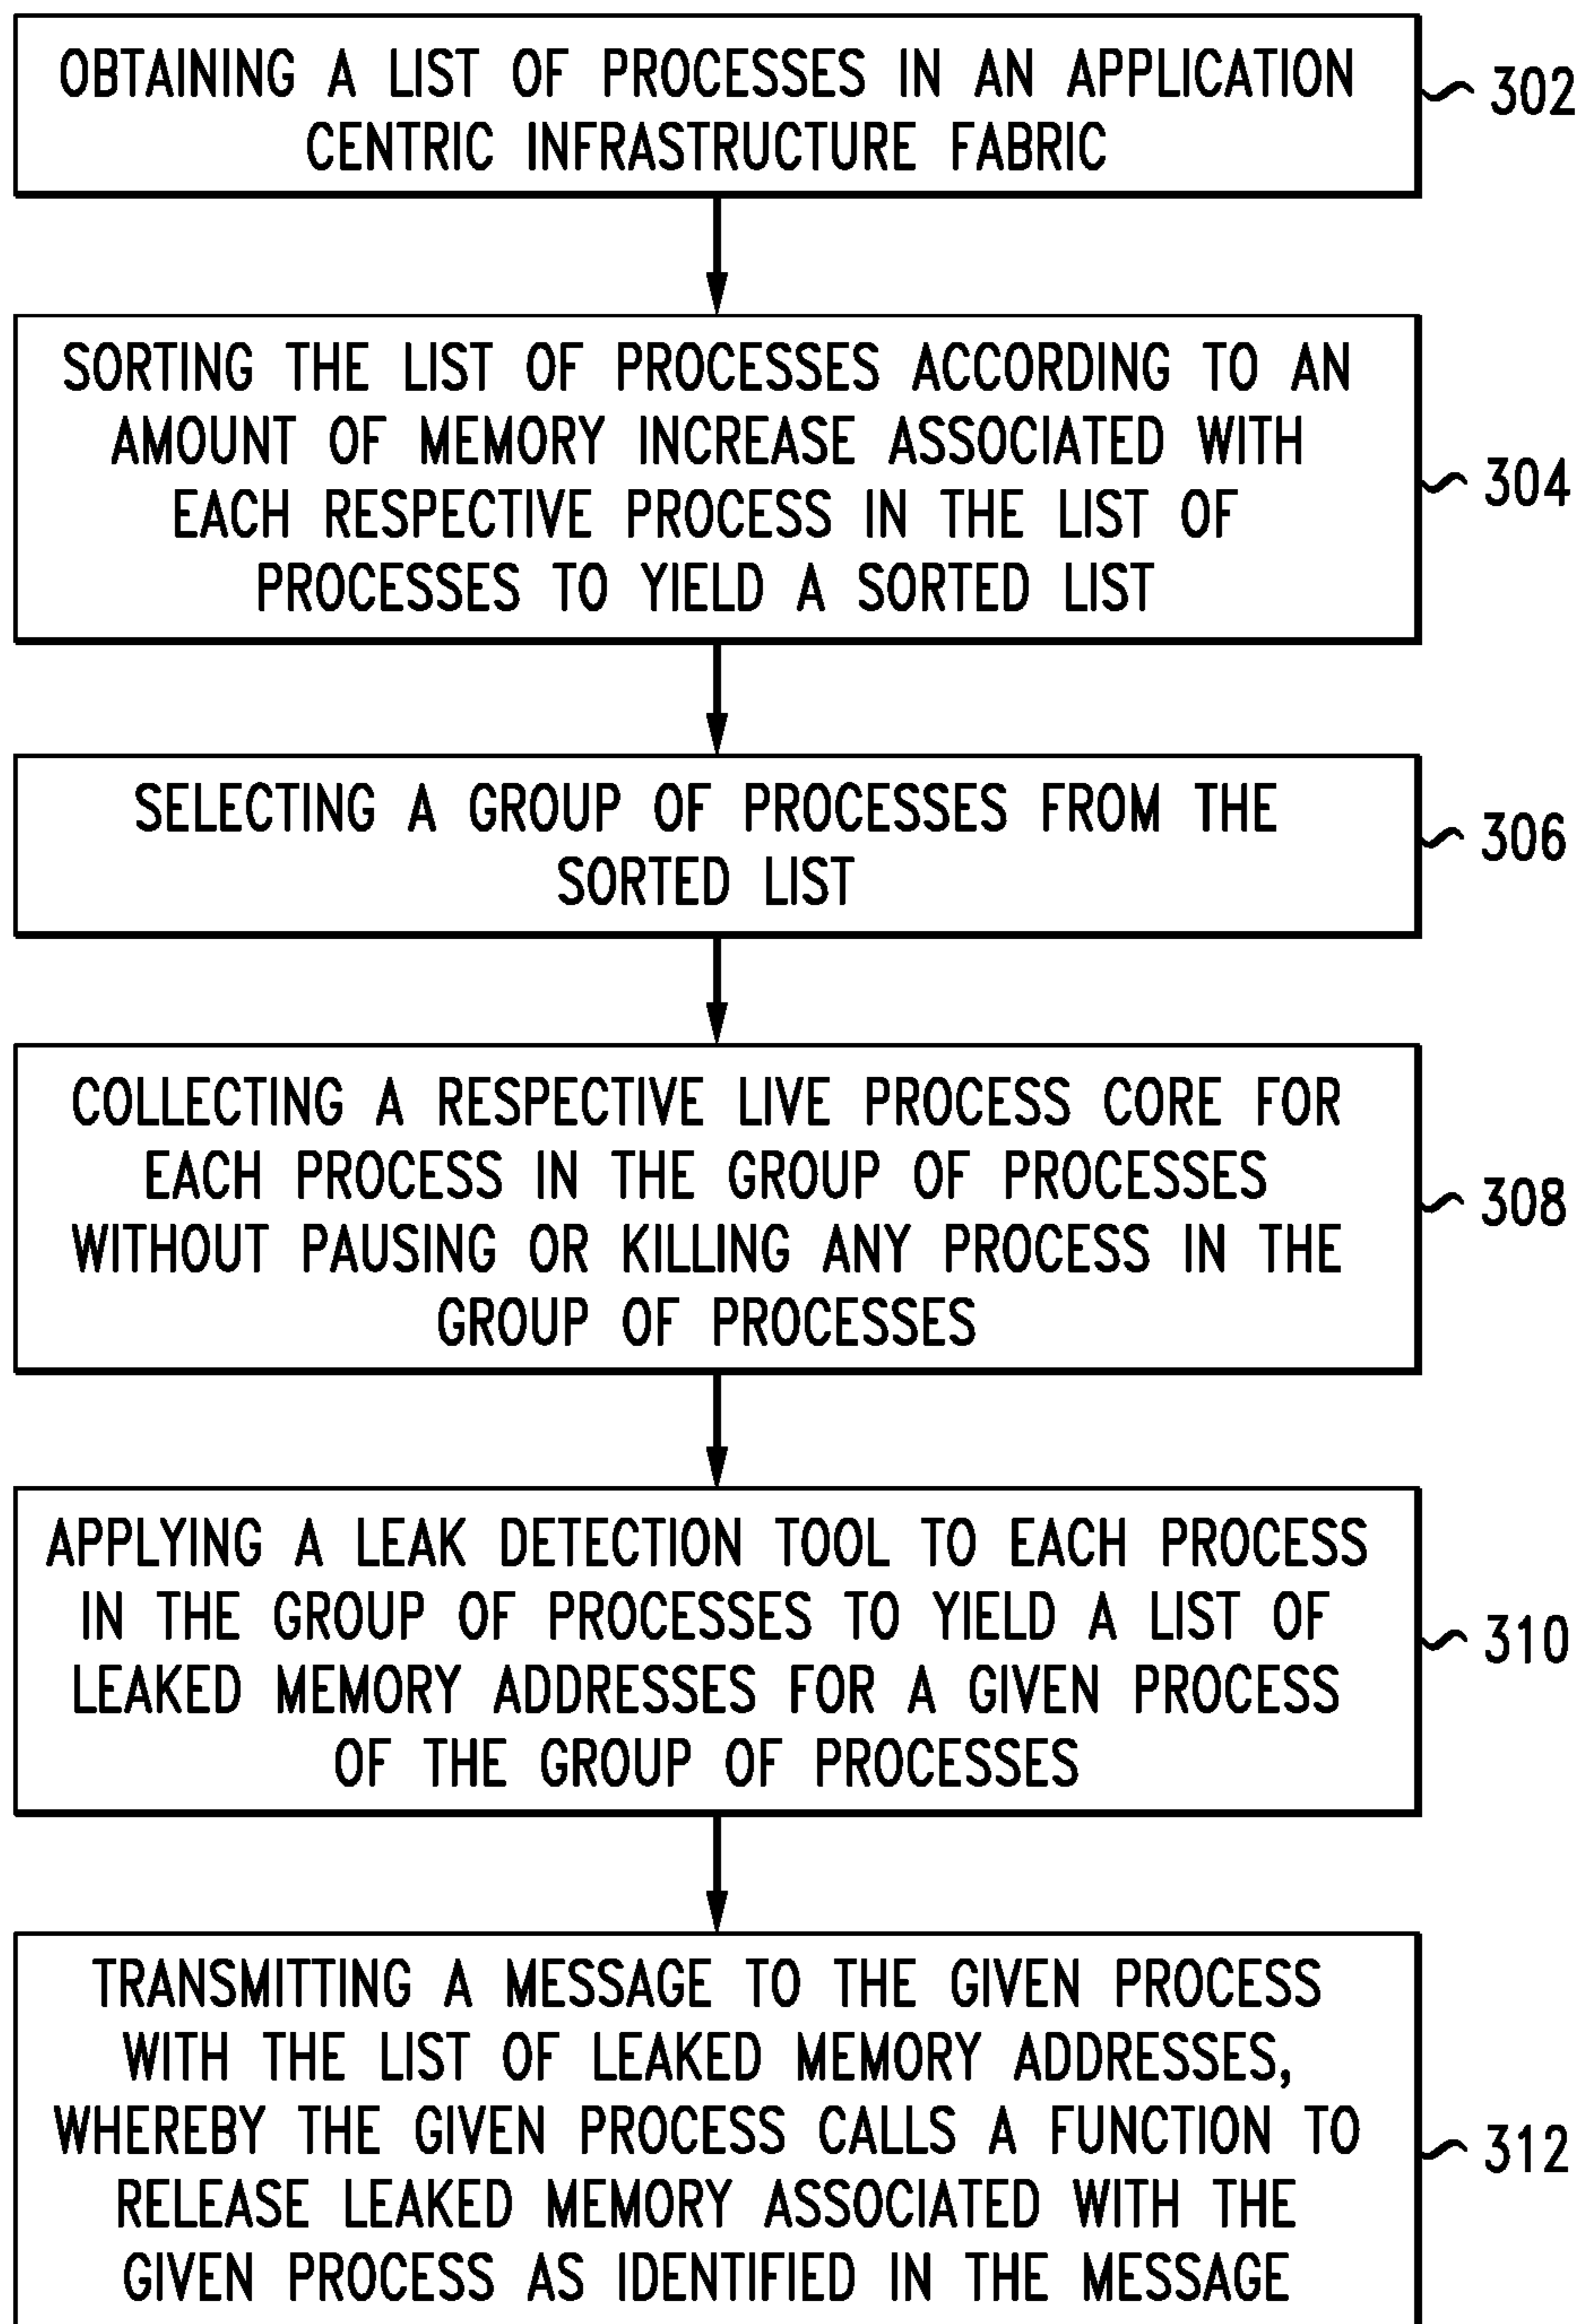 OBTAINING A LIST OF PROCESSES IN AN APPLICATION
CENTRIC INFRASTRUCTURE FABRIC
302
SORTING THE LIST OF PROCESSES ACCORDING TO AN
AMOUNT OF MEMORY INCREASE ASSOCIATED WITH
EACH RESPECTIVE PROCESS IN THE LIST OF
PROCESSES TO YIELD A SORTED LIST
304
SELECTING A GROUP OF PROCESSES FROM THE
SORTED LIST
306
COLLECTING A RESPECTIVE LIVE PROCESS CORE FOR
EACH PROCESS IN THE GROUP OF PROCESSES
WITHOUT PAUSING OR KILLING ANY PROCESS IN THE
GROUP OF PROCESSES
308
APPLYING A LEAK DETECTION TOOL TO EACH PROCESS
IN THE GROUP OF PROCESSES TO YIELD A LIST OF
LEAKED MEMORY ADDRESSES FOR A GIVEN PROCESS
OF THE GROUP OF PROCESSES
310
TRANSMITTING A MESSAGE TO THE GIVEN PROCESS
WITH THE LIST OF LEAKED MEMORY ADDRESSES,
WHEREBY THE GIVEN PROCESS CALLS A FUNCTION TO
RELEASE LEAKED MEMORY ASSOCIATED WITH THE
GIVEN PROCESS AS IDENTIFIED IN THE MESSAGE
312